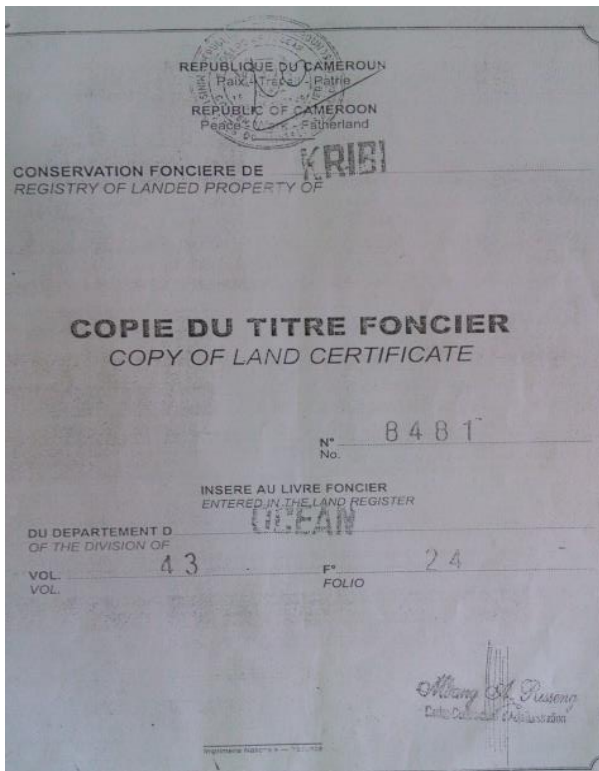 REPUBLIQUE DU CAMEROUN
Paix - Travail - Patrie
REPUBLIC OF CAMEROON
Peace - Work - Fatherland
CONSERVATION FONCIERE DE KRIBI
REGISTRY OF LANDED PROPERTY OF
COPIE DU TITRE FONCIER
COPY OF LAND CERTIFICATE
N° 8481
No.
INSERE AU LIVRE FONCIER
ENTERED IN THE LAND REGISTER
DU DEPARTEMENT D OCEAN
OF THE DIVISION OF
VOL. 43 F° 24
VOL. FOLIO
Imprimerie